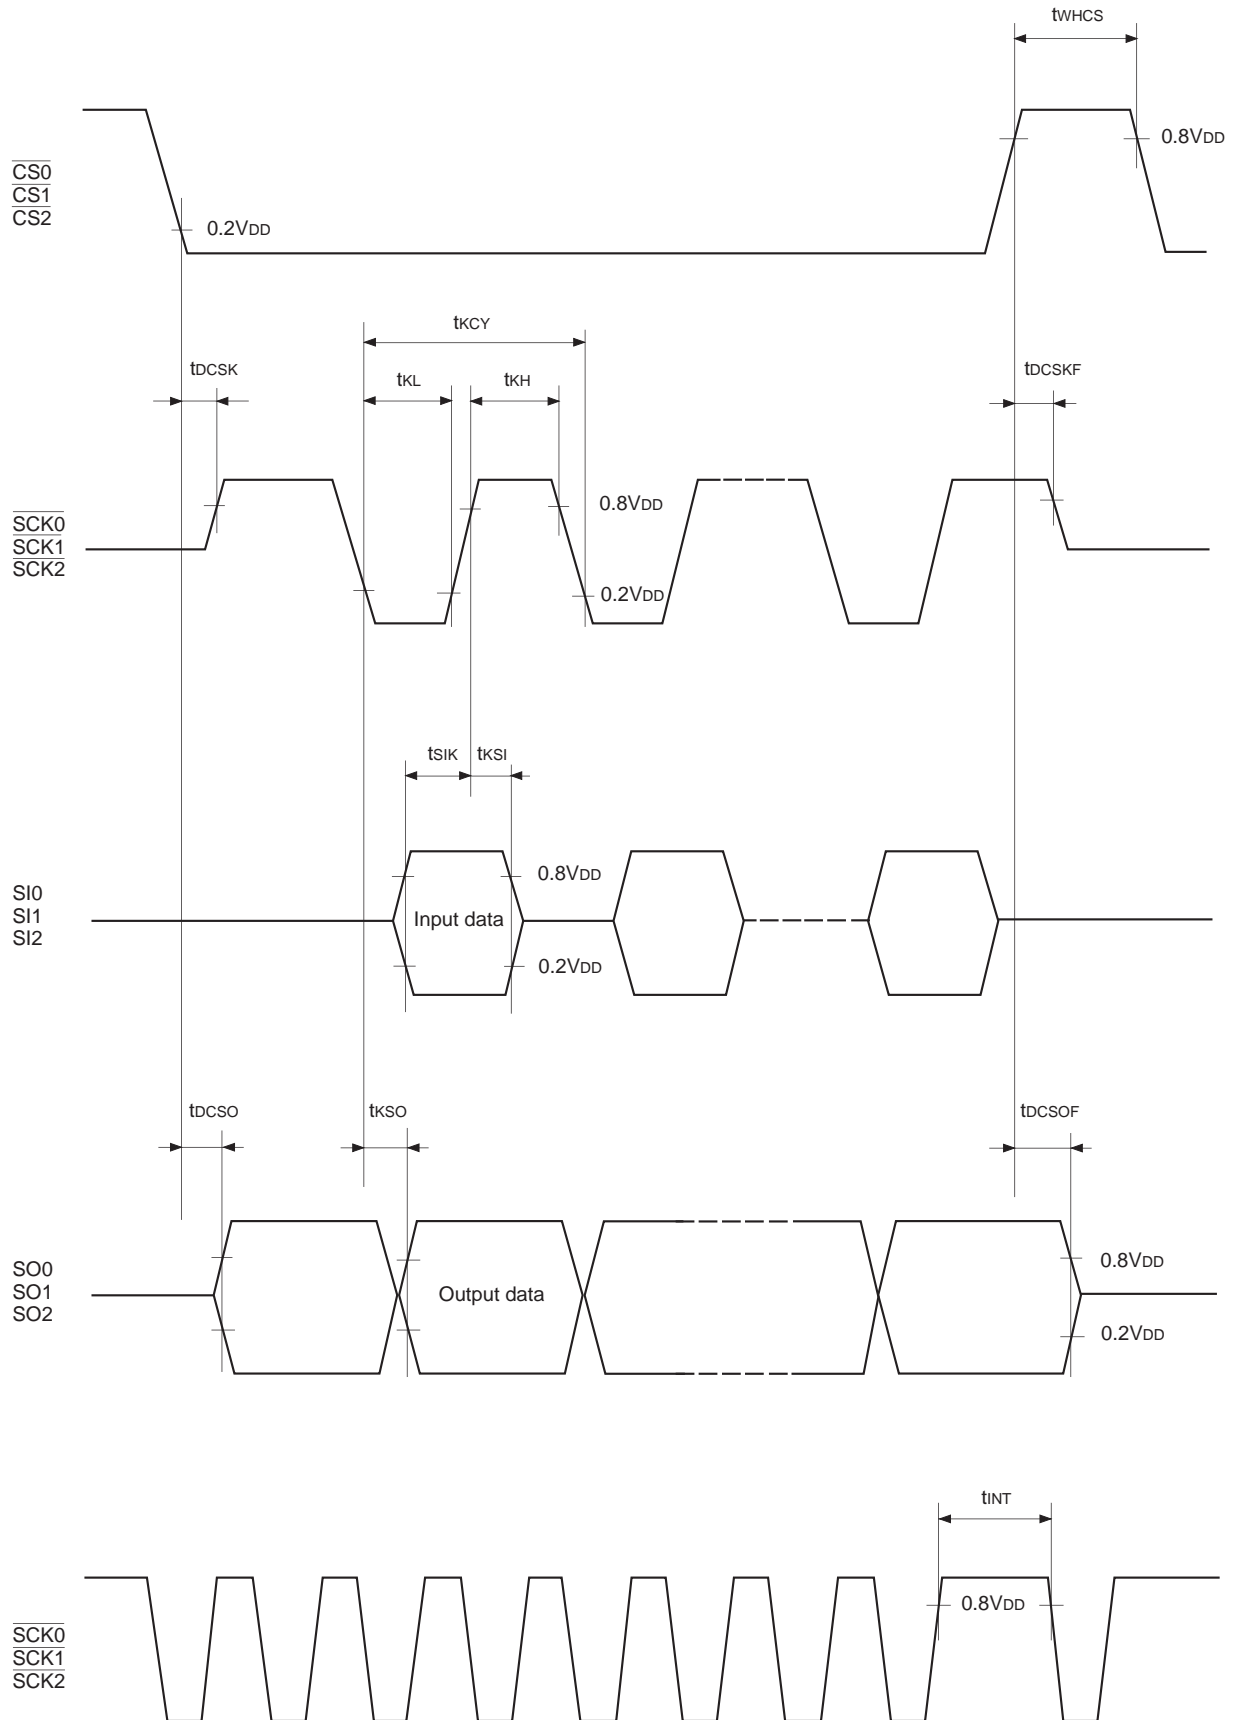 tWHCS
0.8VDD
CS0
CS1
CS2
0.2VDD
tKCY
tDCSK
tKL
tKH
tDCSKF
0.8VDD
SCK0
SCK1
SCK2
0.2VDD
tSIK
tKSI
0.8VDD
SI0
SI1
SI2
Input data
0.2VDD
tDCSO
tKSO
tDCSOF
SO0
SO1
SO2
0.8VDD
Output data
0.2VDD
tINT
0.8VDD
SCK0
SCK1
SCK2